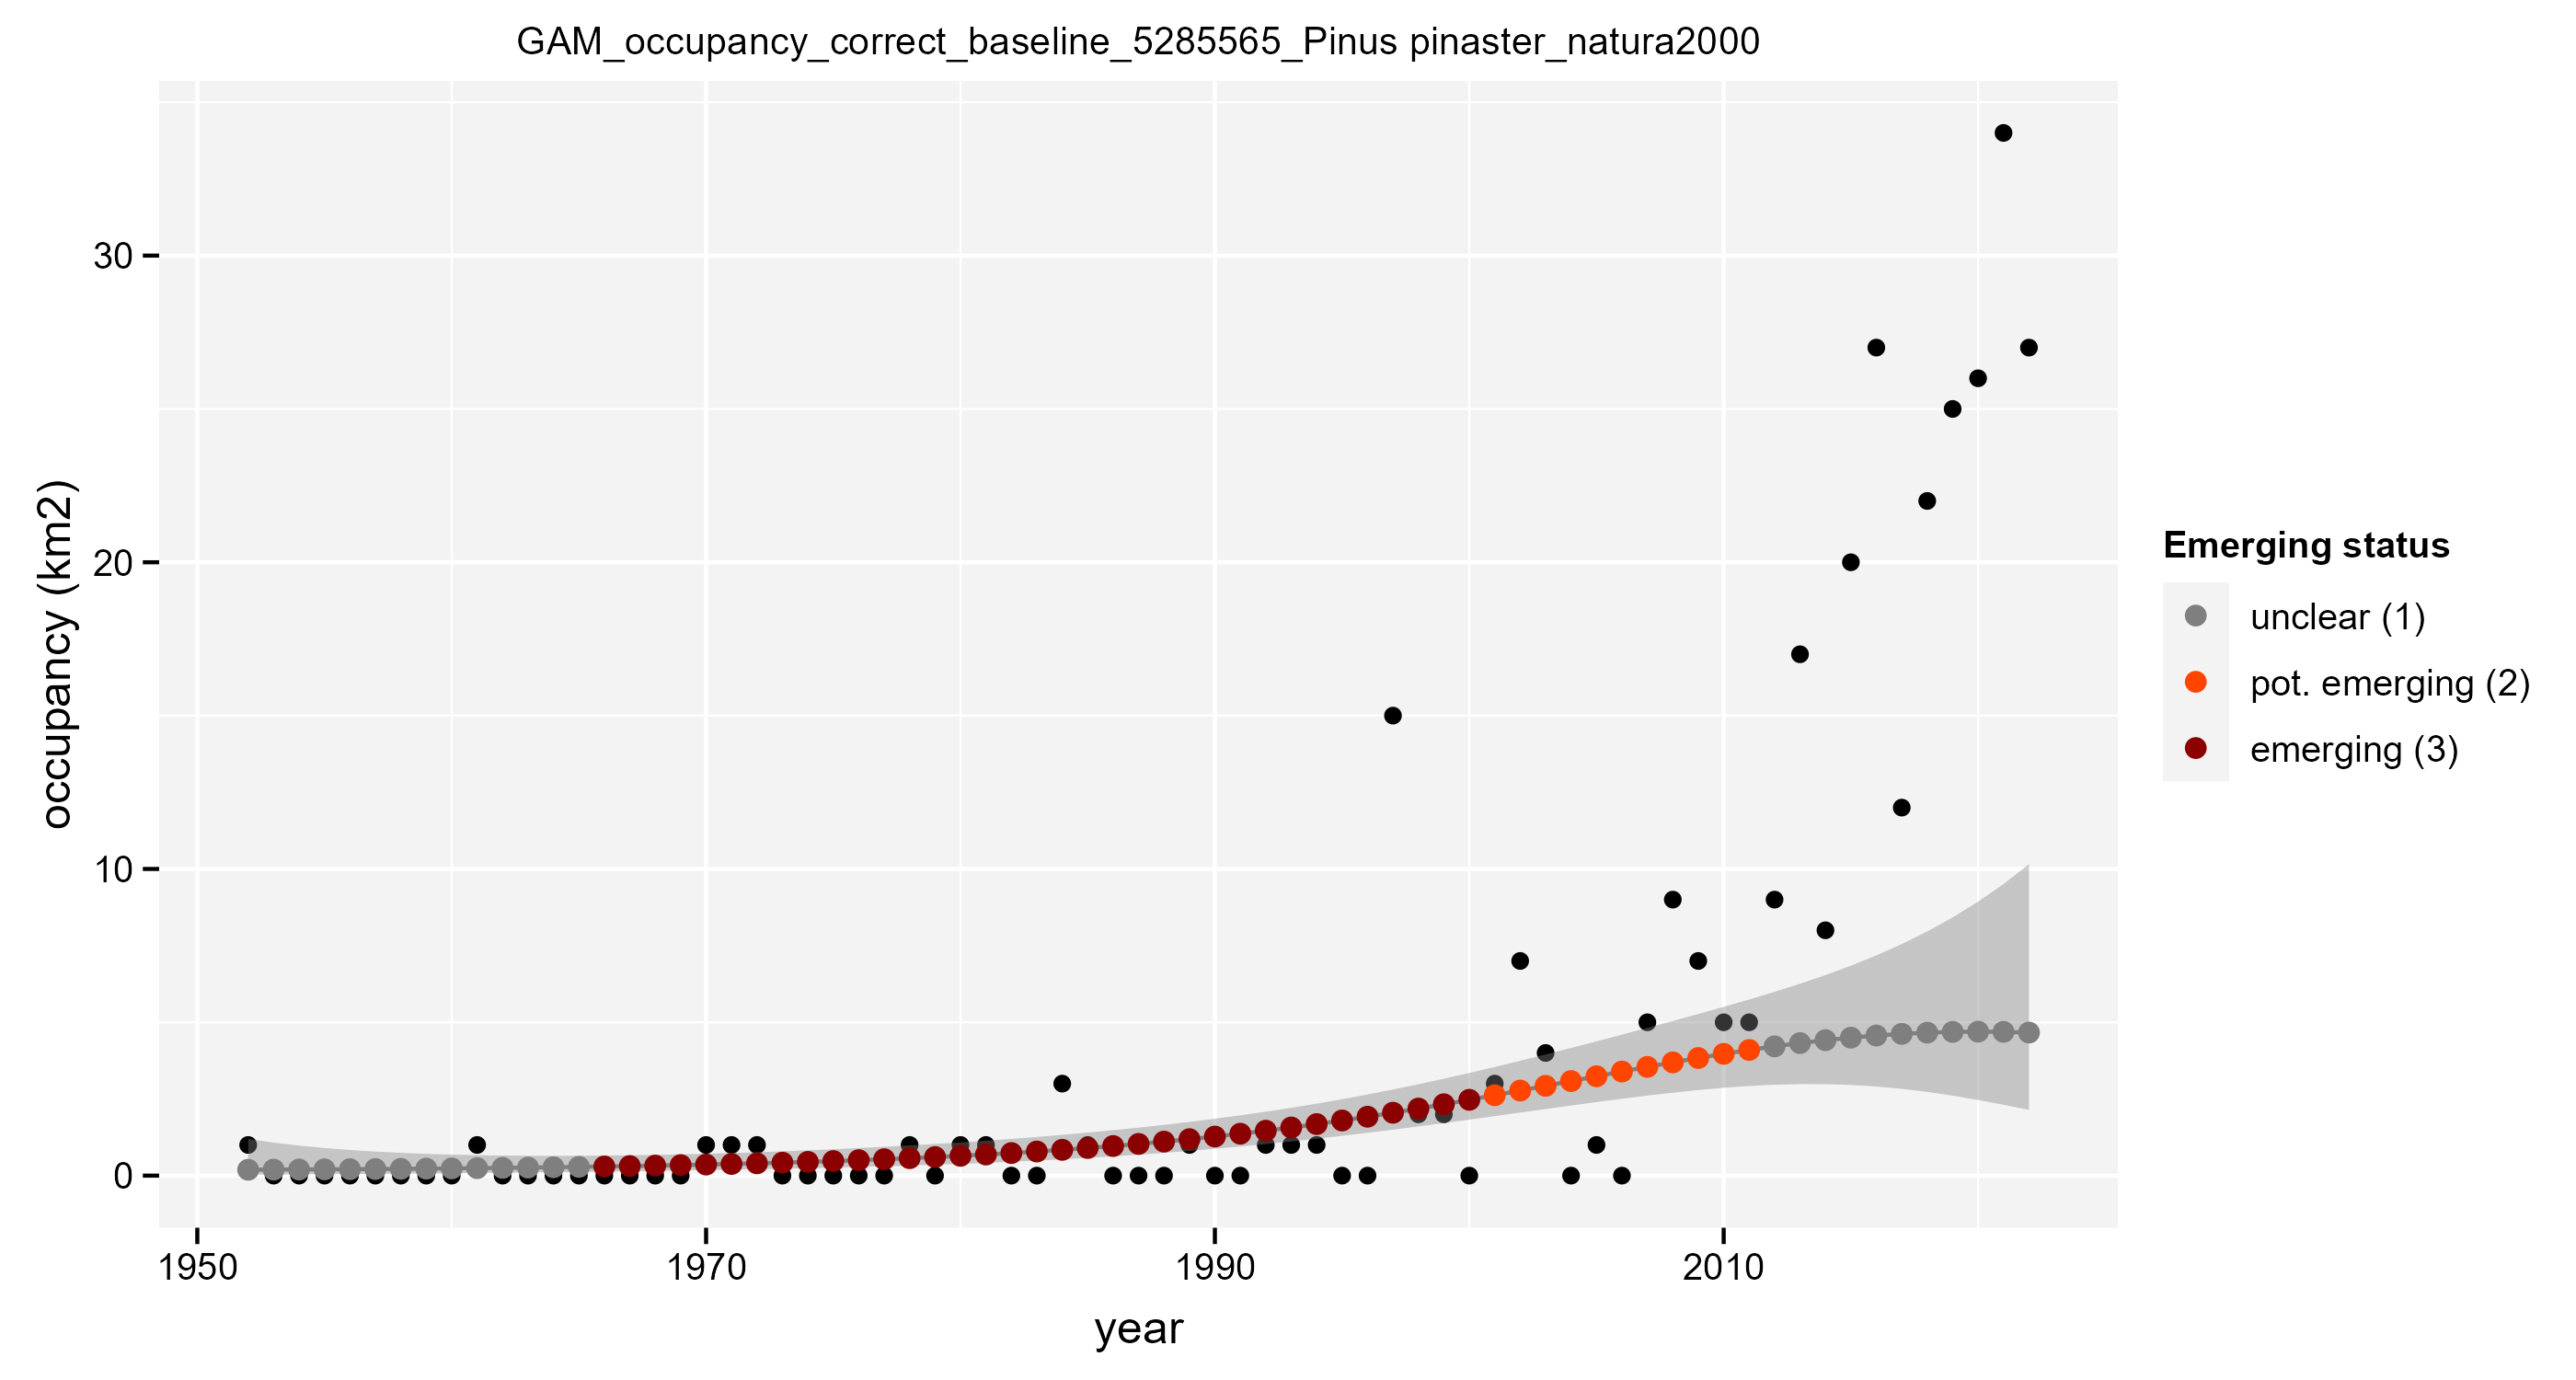 GAM_occupancy_correct_baseline_5285565_Pinus pinaster_natura2000
occupancy (km2)
30
20
10
0
1950
1970
1990
2010
year
Emerging status
unclear (1)
pot. emerging (2)
emerging (3)